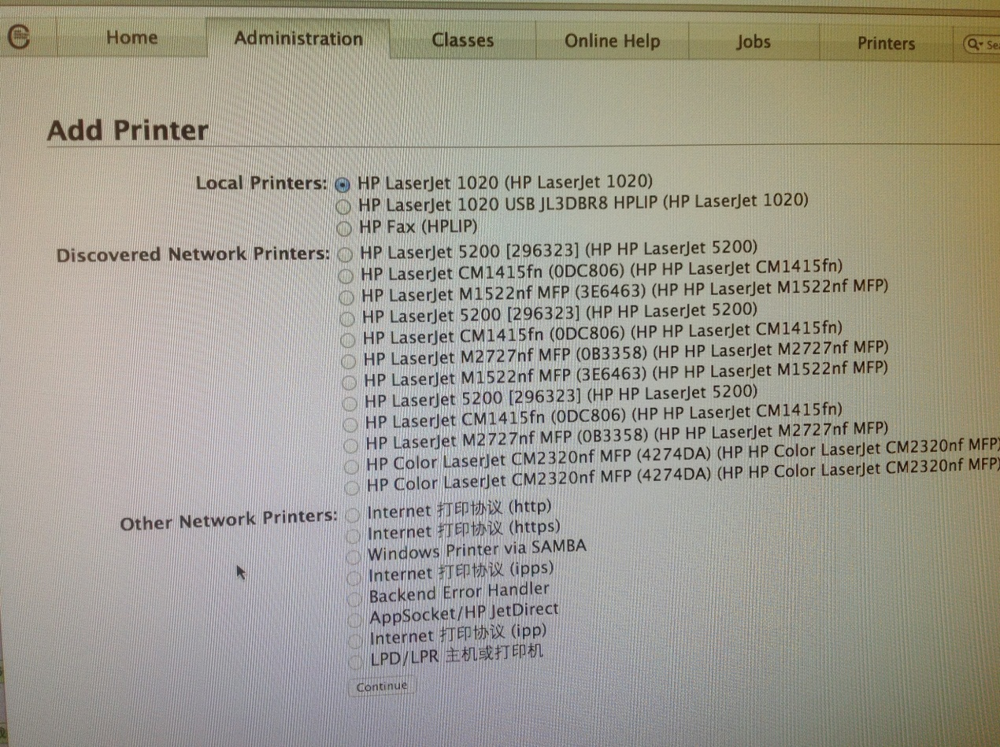 Home Administration Classes Online Help Jobs Printers
Add Printer
Local Printers: HP LaserJet 1020 (HP LaserJet 1020)
HP LaserJet 1020 USB JL3DBR8 HPLIP (HP LaserJet 1020)
HP Fax (HPLIP)
Discovered Network Printers: HP LaserJet 5200 [296323] (HP HP LaserJet 5200)
HP LaserJet CM1415fn (0DC806) (HP HP LaserJet CM1415fn)
HP LaserJet M1522nf MFP (3E6463) (HP HP LaserJet M1522nf MFP)
HP LaserJet 5200 [296323] (HP HP LaserJet 5200)
HP LaserJet CM1415fn (0DC806) (HP HP LaserJet CM1415fn)
HP LaserJet M2727nf MFP (0B3358) (HP HP LaserJet M2727nf MFP)
HP LaserJet M1522nf MFP (3E6463) (HP HP LaserJet M1522nf MFP)
HP LaserJet 5200 [296323] (HP HP LaserJet 5200)
HP LaserJet CM1415fn (0DC806) (HP HP LaserJet CM1415fn)
HP LaserJet M2727nf MFP (0B3358) (HP HP LaserJet M2727nf MFP)
HP Color LaserJet CM2320nf MFP (4274DA) (HP HP Color LaserJet CM2320nf MFP)
HP Color LaserJet CM2320nf MFP (4274DA) (HP HP Color LaserJet CM2320nf MFP)
Other Network Printers: Internet 打印协议 (http)
Internet 打印协议 (https)
Windows Printer via SAMBA
Internet 打印协议 (ipps)
Backend Error Handler
AppSocket/HP JetDirect
Internet 打印协议 (ipp)
LPD/LPR 主机或打印机
Continue